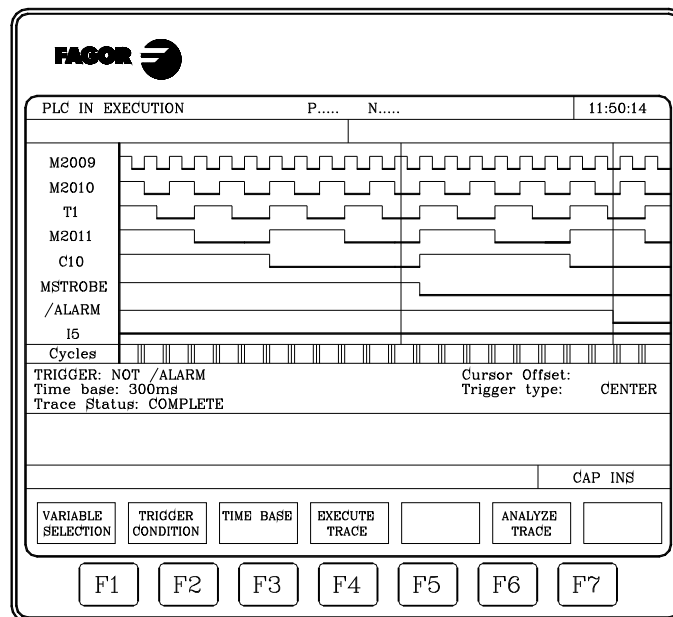 FAGOR
PLC IN EXECUTION P..... N..... 11:50:14
M2009
M2010
T1
M2011
C10
MSTROBE
/ALARM
I5
Cycles
TRIGGER: NOT /ALARM Cursor Offset:
Time base: 300ms Trigger type: CENTER
Trace Status: COMPLETE
CAP INS
VARIABLE SELECTION
TRIGGER CONDITION
TIME BASE
EXECUTE TRACE
ANALYZE TRACE
F1 F2 F3 F4 F5 F6 F7